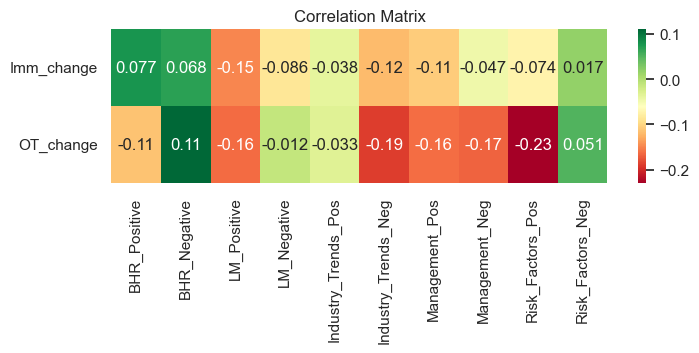 Correlation Matrix
Imm_change
0.077 0.068 -0.15 -0.086 -0.038 -0.12 -0.11 -0.047 -0.074 0.017
OT_change
-0.11 0.11 -0.16 -0.012 -0.033 -0.19 -0.16 -0.17 -0.23 0.051
BHR_Positive
BHR_Negative
LM_Positive
LM_Negative
Industry_Trends_Pos
Industry_Trends_Neg
Management_Pos
Management_Neg
Risk_Factors_Pos
Risk_Factors_Neg
0.1
0.0
−0.1
−0.2